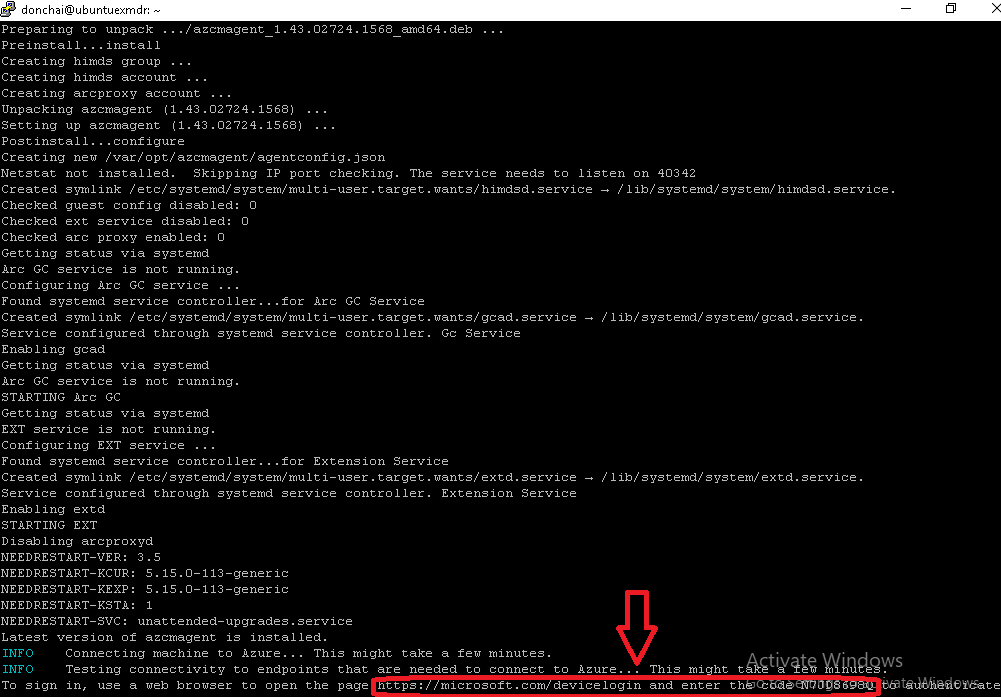 donchai@ubuntuexmdr: ~
Preparing to unpack .../azcmagent_1.43.02724.1568_amd64.deb ...
Preinstall...install
Creating himds group ...
Creating himds account ...
Creating arcproxy account ...
Unpacking azcmagent (1.43.02724.1568) ...
Setting up azcmagent (1.43.02724.1568) ...
Postinstall...configure
Creating new /var/opt/azcmagent/agentconfig.json
Netstat not installed.  Skipping IP port checking. The service needs to listen on 40342
Created symlink /etc/systemd/system/multi-user.target.wants/himdsd.service → /lib/systemd/system/himdsd.service.
Checked guest config disabled: 0
Checked ext service disabled: 0
Checked arc proxy enabled: 0
Getting status via systemd
Arc GC service is not running.
Configuring Arc GC service ...
Found systemd service controller...for Arc GC Service
Created symlink /etc/systemd/system/multi-user.target.wants/gcad.service → /lib/systemd/system/gcad.service.
Service configured through systemd service controller. Gc Service
Enabling gcad
Getting status via systemd
Arc GC service is not running.
STARTING Arc GC
Getting status via systemd
EXT service is not running.
Configuring EXT service ...
Found systemd service controller...for Extension Service
Created symlink /etc/systemd/system/multi-user.target.wants/extd.service → /lib/systemd/system/extd.service.
Service configured through systemd service controller. Extension Service
Enabling extd
STARTING EXT
Disabling arcproxyd
NEEDRESTART-VER: 3.5
NEEDRESTART-KCUR: 5.15.0-113-generic
NEEDRESTART-KEXP: 5.15.0-113-generic
NEEDRESTART-KSTA: 1
NEEDRESTART-SVC: unattended-upgrades.service
Latest version of azcmagent is installed.
INFO    Connecting machine to Azure... This might take a few minutes.
INFO    Testing connectivity to endpoints that are needed to connect to Azure... This might take a few minutes.
To sign in, use a web browser to open the page https://microsoft.com/devicelogin and enter the code to authenticate
Activate Windows
Go to Settings to activate Windows.